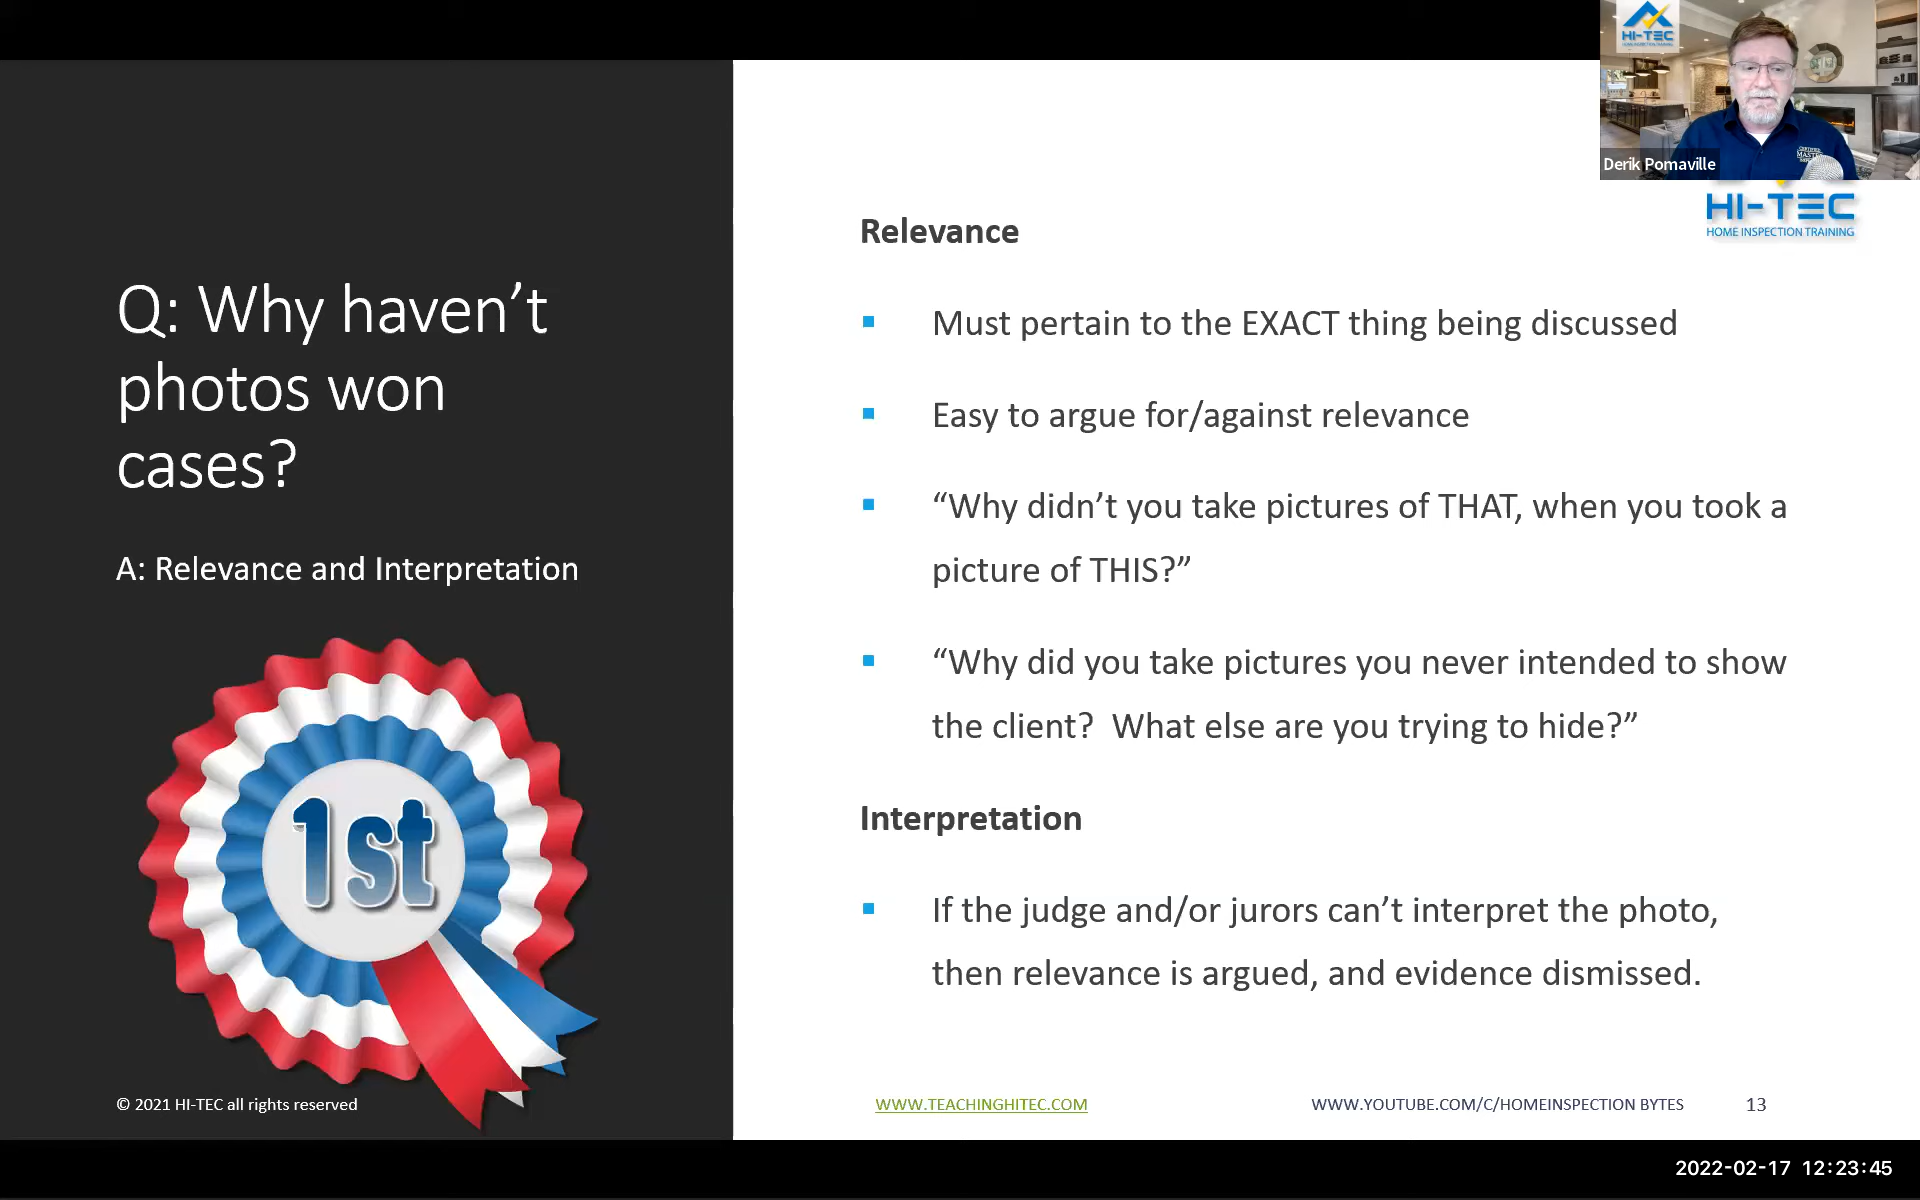 HI-TEC
Derik Pomaville
HI-TEC
HOME INSPECTION TRAINING
Q: Why haven’t
photos won
cases?
A: Relevance and Interpretation
1st
© 2021 HI-TEC all rights reserved
Relevance
▪ Must pertain to the EXACT thing being discussed
▪ Easy to argue for/against relevance
▪ “Why didn’t you take pictures of THAT, when you took a
picture of THIS?”
▪ “Why did you take pictures you never intended to show
the client?  What else are you trying to hide?”
Interpretation
▪ If the judge and/or jurors can’t interpret the photo,
then relevance is argued, and evidence dismissed.
WWW.TEACHINGHITEC.COM
WWW.YOUTUBE.COM/C/HOMEINSPECTION BYTES
13
2022-02-17 12:23:45